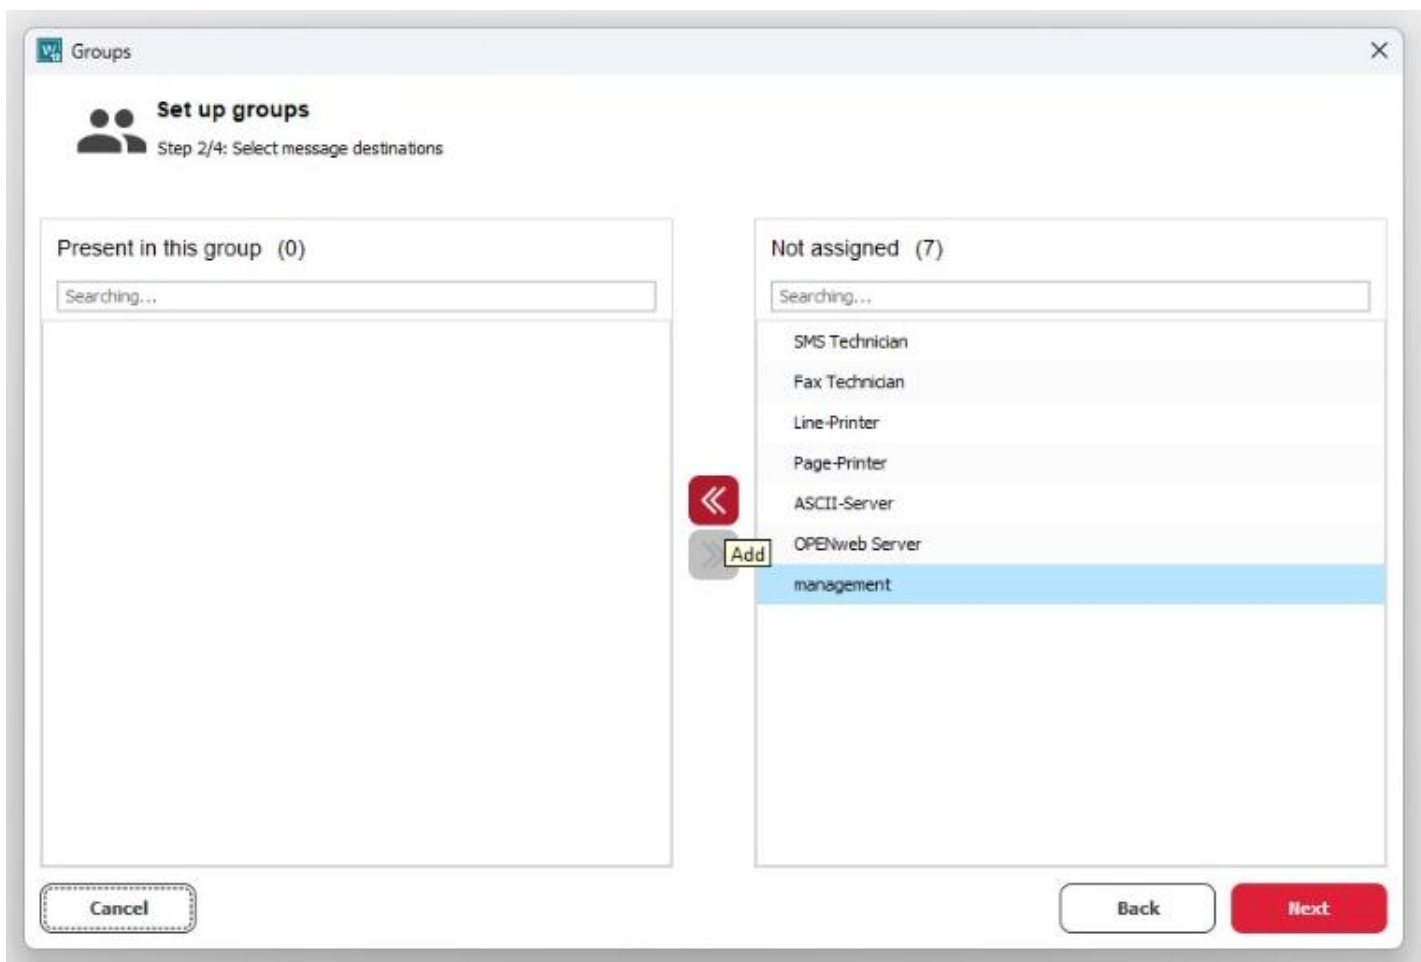 Groups
Set up groups
Step 2/4: Select message destinations
Present in this group (0)
Searching...
Not assigned (7)
Searching...
SMS Technician
Fax Technician
Line-Printer
Page-Printer
ASCII-Server
OPENweb Server
management
Add
Cancel
Back
Next